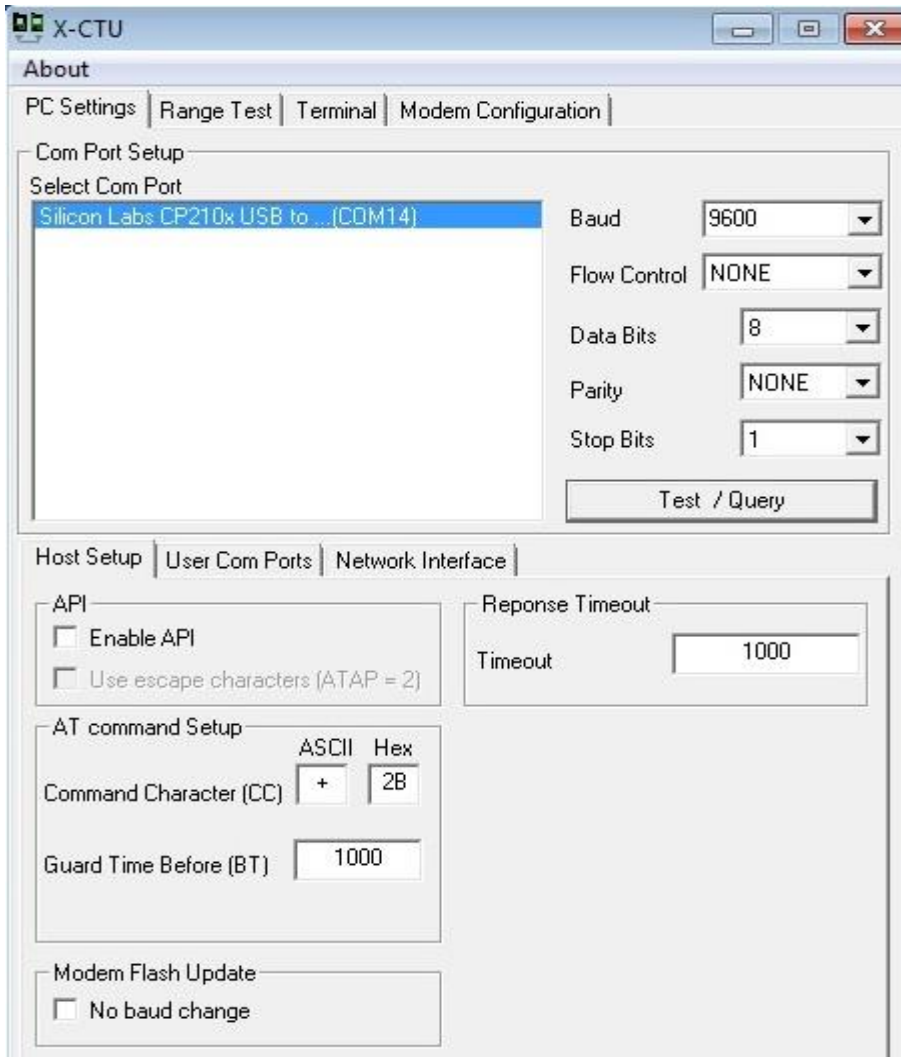 X-CTU
About
PC Settings Range Test Terminal Modem Configuration
Com Port Setup
Select Com Port
Silicon Labs CP210x USB to ...(COM14)
Baud 9600
Flow Control NONE
Data Bits 8
Parity NONE
Stop Bits 1
Test / Query
Host Setup User Com Ports Network Interface
API
Enable API
Use escape characters (ATAP = 2)
Reponse Timeout
Timeout 1000
AT command Setup
ASCII Hex
Command Character (CC) + 2B
Guard Time Before (BT) 1000
Modem Flash Update
No baud change